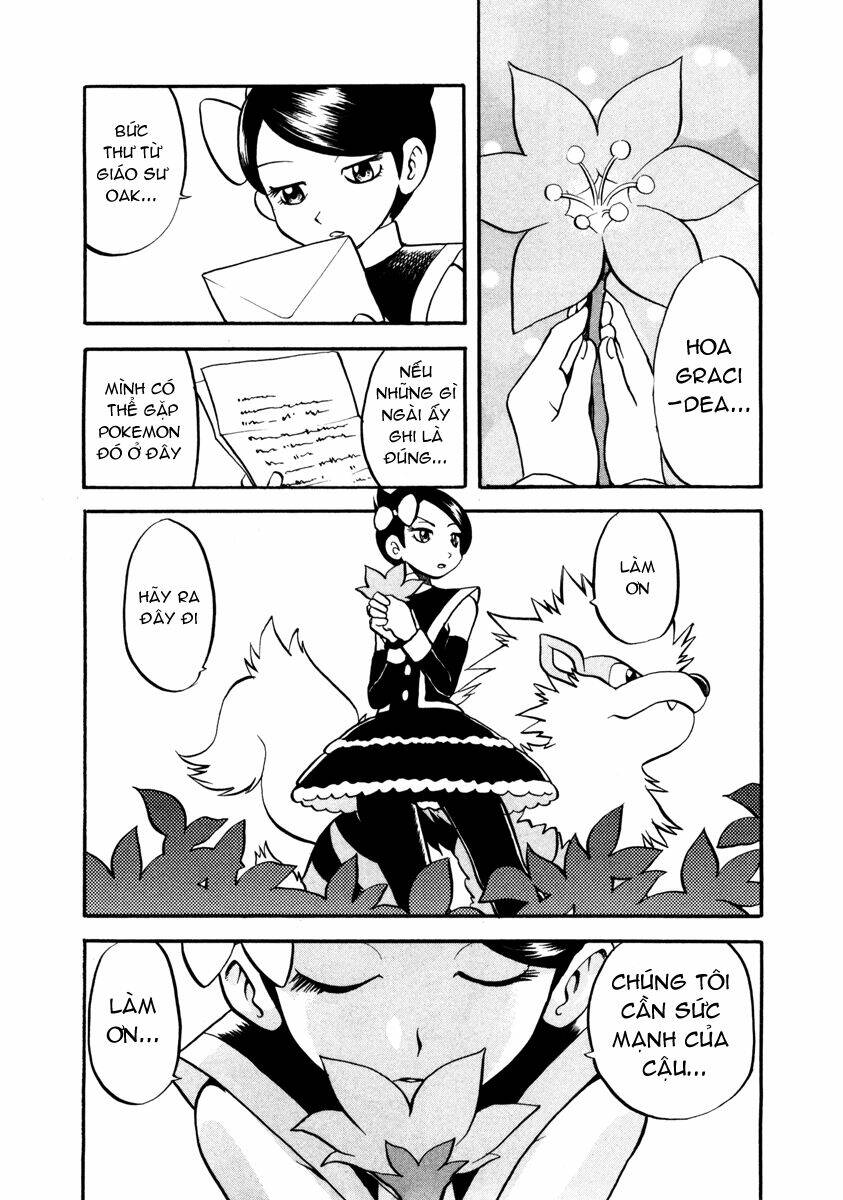 HOA
GRACI
-DEA...
BỨC
THƯ TỪ
GIÁO SƯ
OAK...
NẾU
NHỮNG GÌ
NGÀI ẤY
GHI LÀ
ĐÚNG...
MÌNH CÓ
THỂ GẶP
POKEMON
ĐÓ Ở ĐÂY
LÀM
ƠN
HÃY RA
ĐÂY ĐI
CHÚNG TÔI
CẦN SỨC
MẠNH CỦA
CẬU...
LÀM
ƠN...